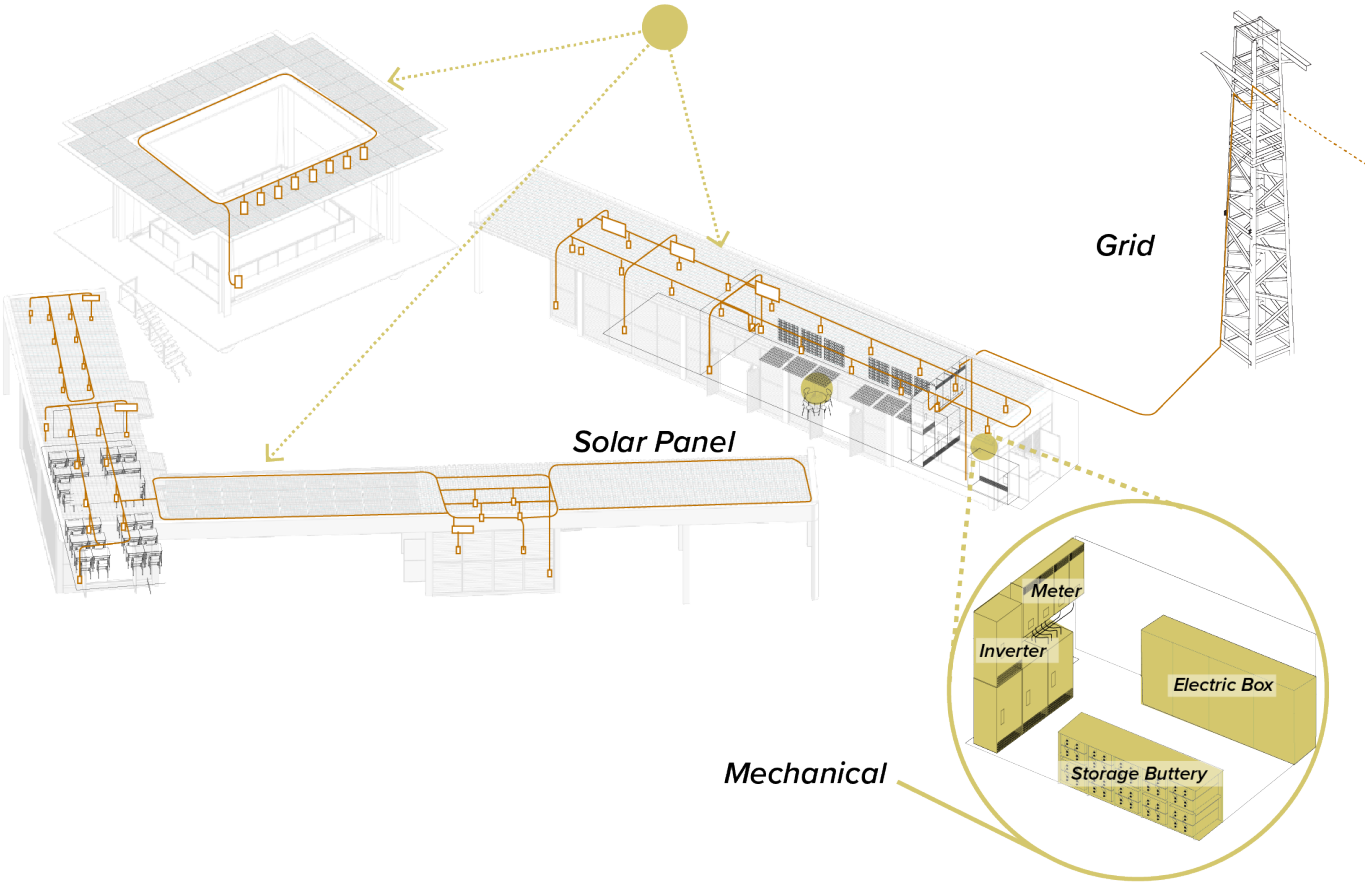 Grid
Solar Panel
Meter
Inverter
Electric Box
Storage Buttery
Mechanical